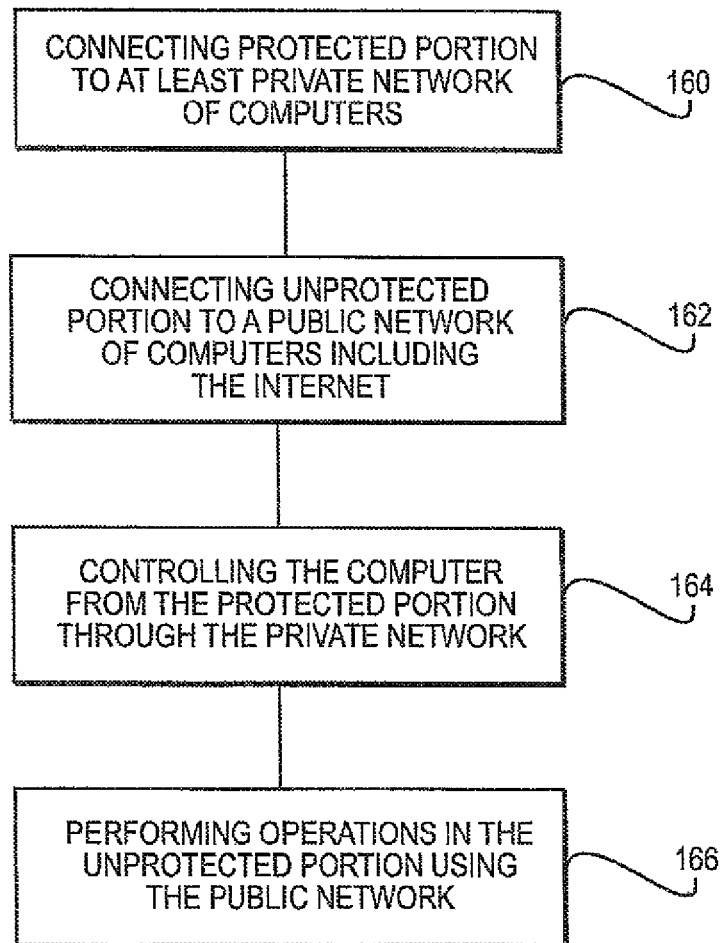 CONNECTING PROTECTED PORTION
TO AT LEAST PRIVATE NETWORK
OF COMPUTERS
160
CONNECTING UNPROTECTED
PORTION TO A PUBLIC NETWORK
OF COMPUTERS INCLUDING
THE INTERNET
162
CONTROLLING THE COMPUTER
FROM THE PROTECTED PORTION
THROUGH THE PRIVATE NETWORK
164
PERFORMING OPERATIONS IN THE
UNPROTECTED PORTION USING
THE PUBLIC NETWORK
166